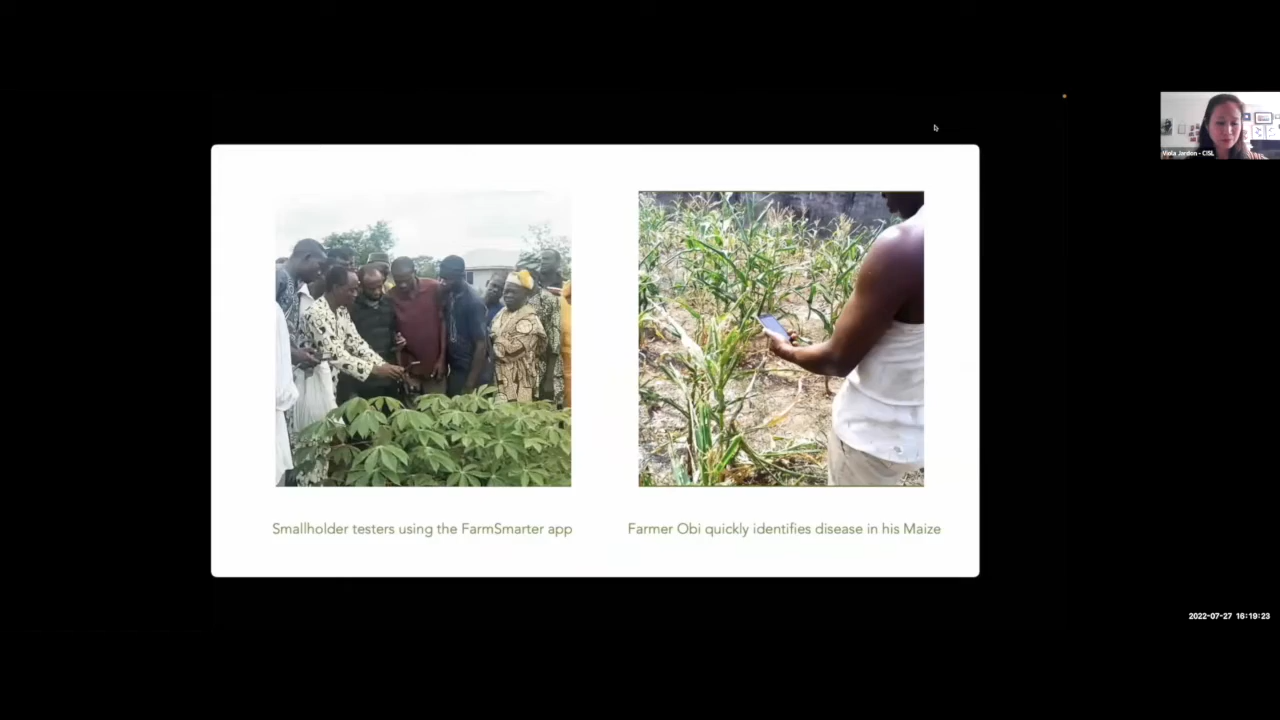 Viola Jardon - CISL
Smallholder testers using the FarmSmarter app
Farmer Obi quickly identifies disease in his Maize
2022-07-27 16:19:23